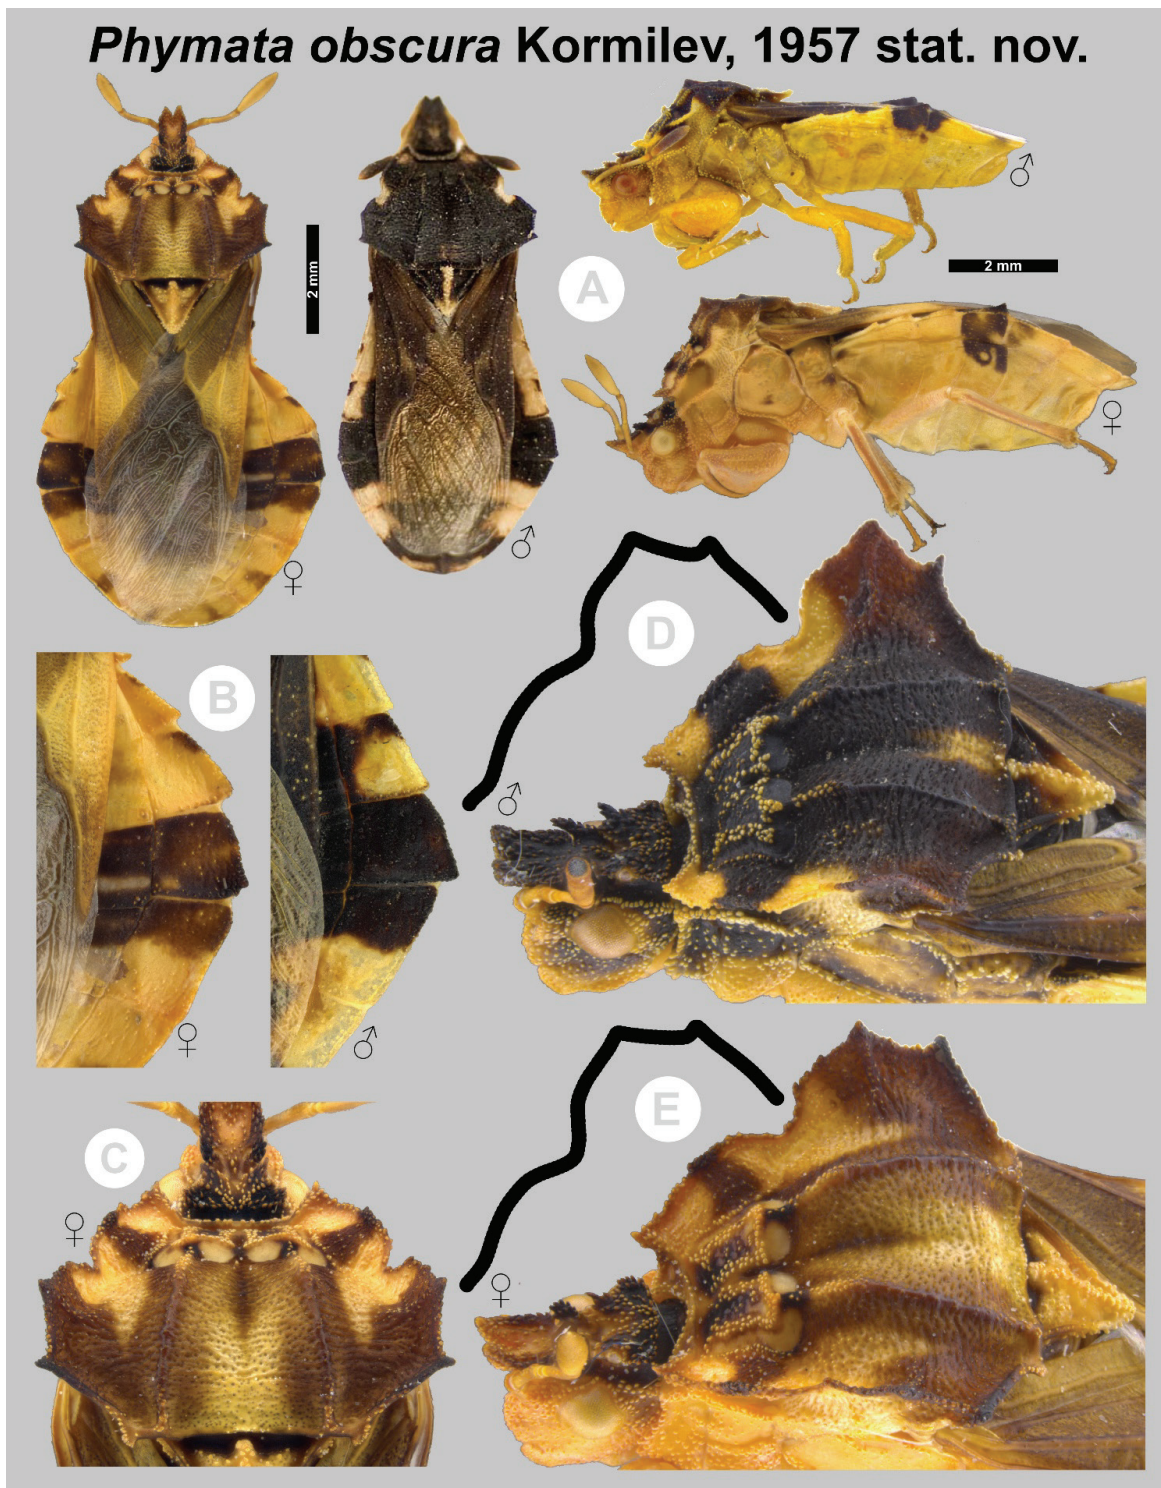 Phymata obscura Kormilev, 1957 stat. nov.
♂
2 mm
2 mm
A
♀
♂
♀
D
B
♂
♀
♂
E
C
♀
♀